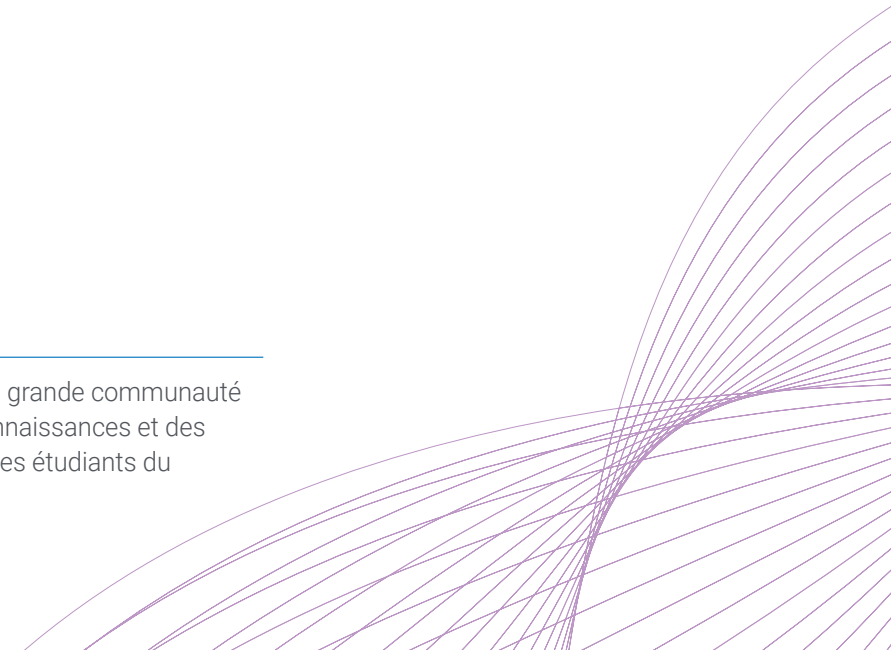 grande communauté
nnaissances et des
es étudiants du